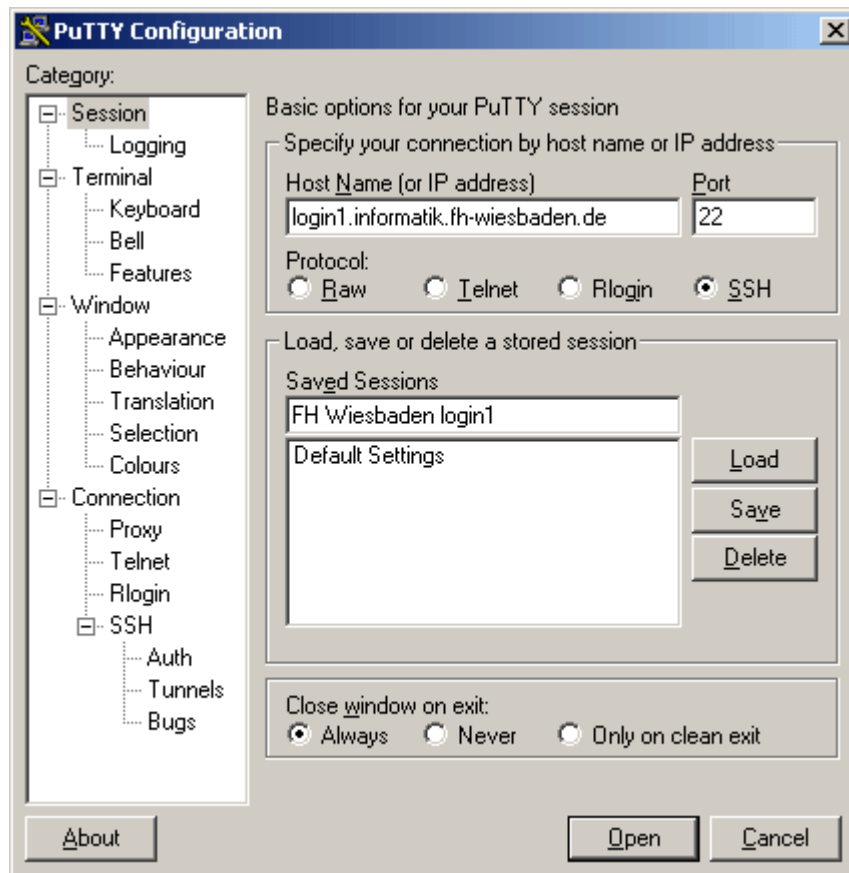 PuTTY Configuration
Category:
Session
Logging
Terminal
Keyboard
Bell
Features
Window
Appearance
Behaviour
Translation
Selection
Colours
Connection
Proxy
Telnet
Rlogin
SSH
Auth
Tunnels
Bugs
Basic options for your PuTTY session
Specify your connection by host name or IP address
Host Name (or IP address) Port
login1.informatik.fh-wiesbaden.de 22
Protocol:
Raw Telnet Rlogin SSH
Load, save or delete a stored session
Saved Sessions
FH Wiesbaden login1
Default Settings
Load
Save
Delete
Close window on exit:
Always Never Only on clean exit
About Open Cancel